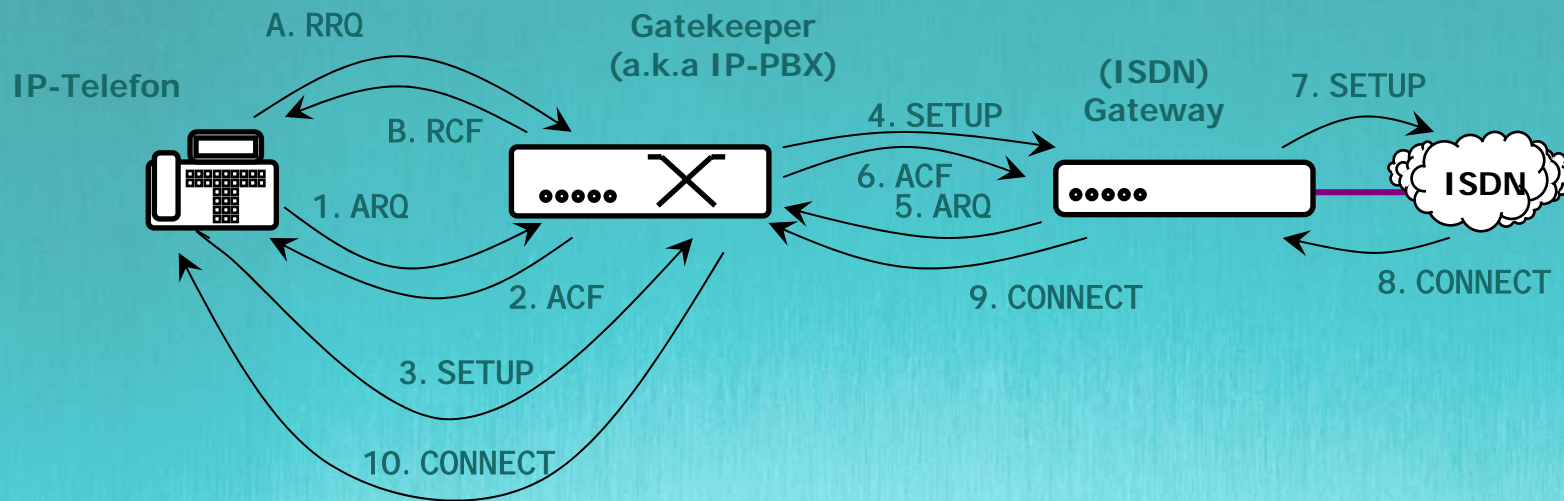 A. RRQ
Gatekeeper
(a.k.a IP-PBX)
IP-Telefon
(ISDN)
Gateway
7. SETUP
B. RCF
4. SETUP
6. ACF
5. ARQ
ISDN
1. ARQ
2. ACF
9. CONNECT
8. CONNECT
3. SETUP
10. CONNECT